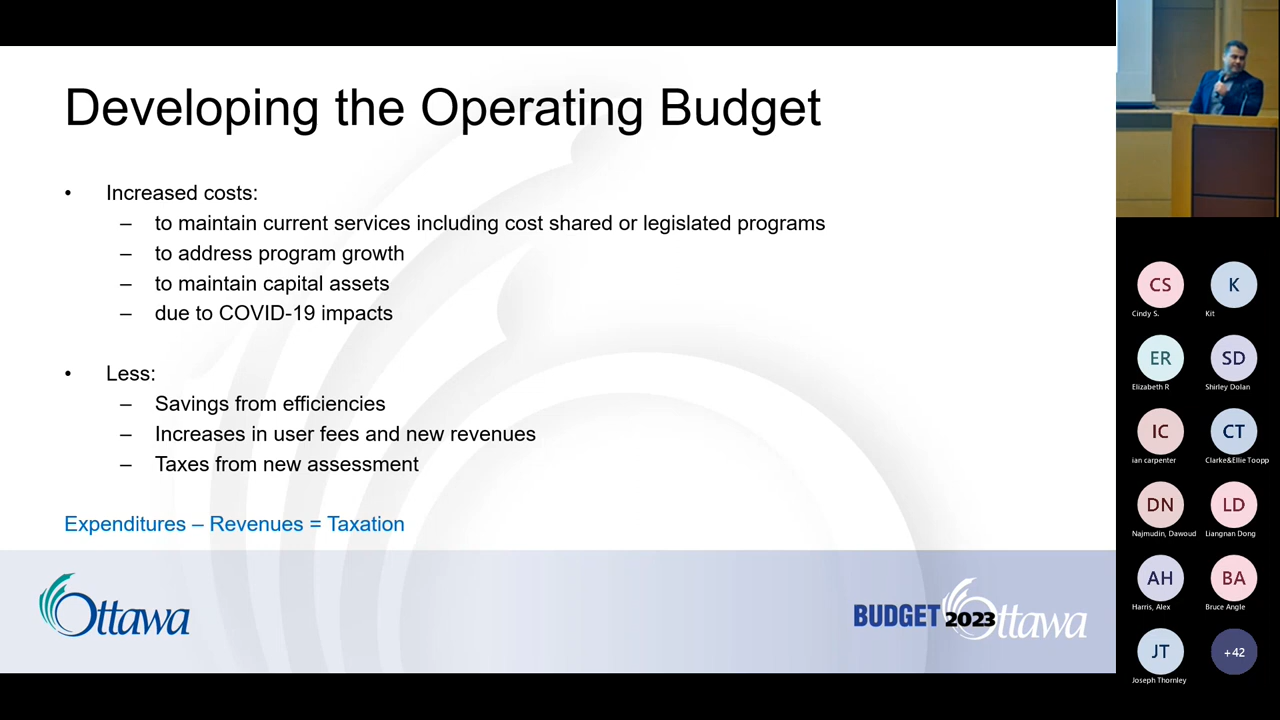 Developing the Operating Budget
• Increased costs:
– to maintain current services including cost shared or legislated programs
– to address program growth
– to maintain capital assets
– due to COVID-19 impacts
• Less:
– Savings from efficiencies
– Increases in user fees and new revenues
– Taxes from new assessment
Expenditures – Revenues = Taxation
Ottawa
BUDGET 2023 Ottawa
CS K
Cindy S. Kit
ER SD
Elizabeth R Shirley Dolan
IC CT
ian carpenter Clarke&Ellie Toopp
DN LD
Najmudin, Dawoud Liangnan Dong
AH BA
Harris, Alex Bruce Angle
JT +42
Joseph Thornley